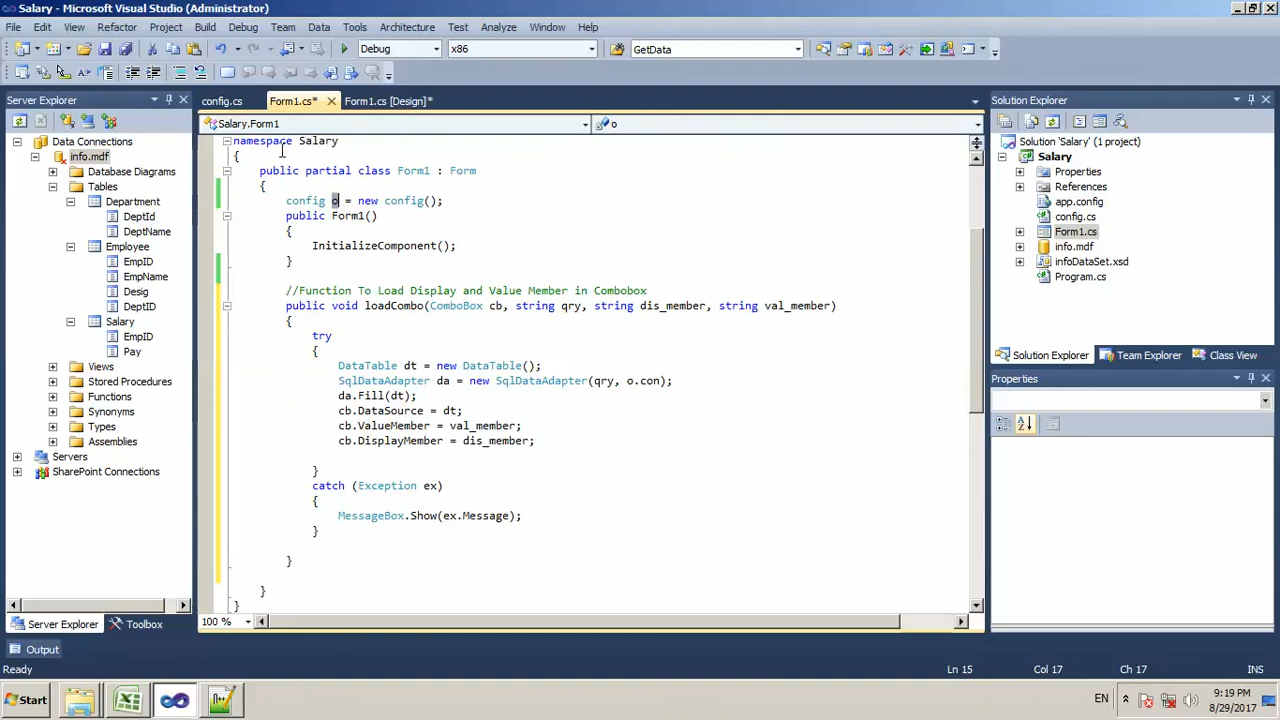 Salary - Microsoft Visual Studio (Administrator)
File Edit View Refactor Project Build Debug Team Data Tools Architecture Test Analyze Window Help
Debug x86 GetData
Server Explorer
Data Connections
info.mdf
Database Diagrams
Tables
Department
DeptId
DeptName
Employee
EmpID
EmpName
Desig
DeptID
Salary
EmpID
Pay
Views
Stored Procedures
Functions
Synonyms
Types
Assemblies
Servers
SharePoint Connections
Server Explorer Toolbox
config.cs Form1.cs* Form1.cs [Design]*
Salary.Form1 o
namespace Salary
{
public partial class Form1 : Form
{
config o = new config();
public Form1()
{
InitializeComponent();
}
//Function To Load Display and Value Member in Combobox
public void loadCombo(ComboBox cb, string qry, string dis_member, string val_member)
{
try
{
DataTable dt = new DataTable();
SqlDataAdapter da = new SqlDataAdapter(qry, o.con);
da.Fill(dt);
cb.DataSource = dt;
cb.ValueMember = val_member;
cb.DisplayMember = dis_member;
}
catch (Exception ex)
{
MessageBox.Show(ex.Message);
}
}
}
}
100 %
Solution Explorer
Solution 'Salary' (1 project)
Salary
Properties
References
app.config
config.cs
Form1.cs
info.mdf
infoDataSet.xsd
Program.cs
Solution Explorer Team Explorer Class View
Properties
Output
Ready Ln 15 Col 17 Ch 17 INS
Start EN 9:19 PM
8/29/2017